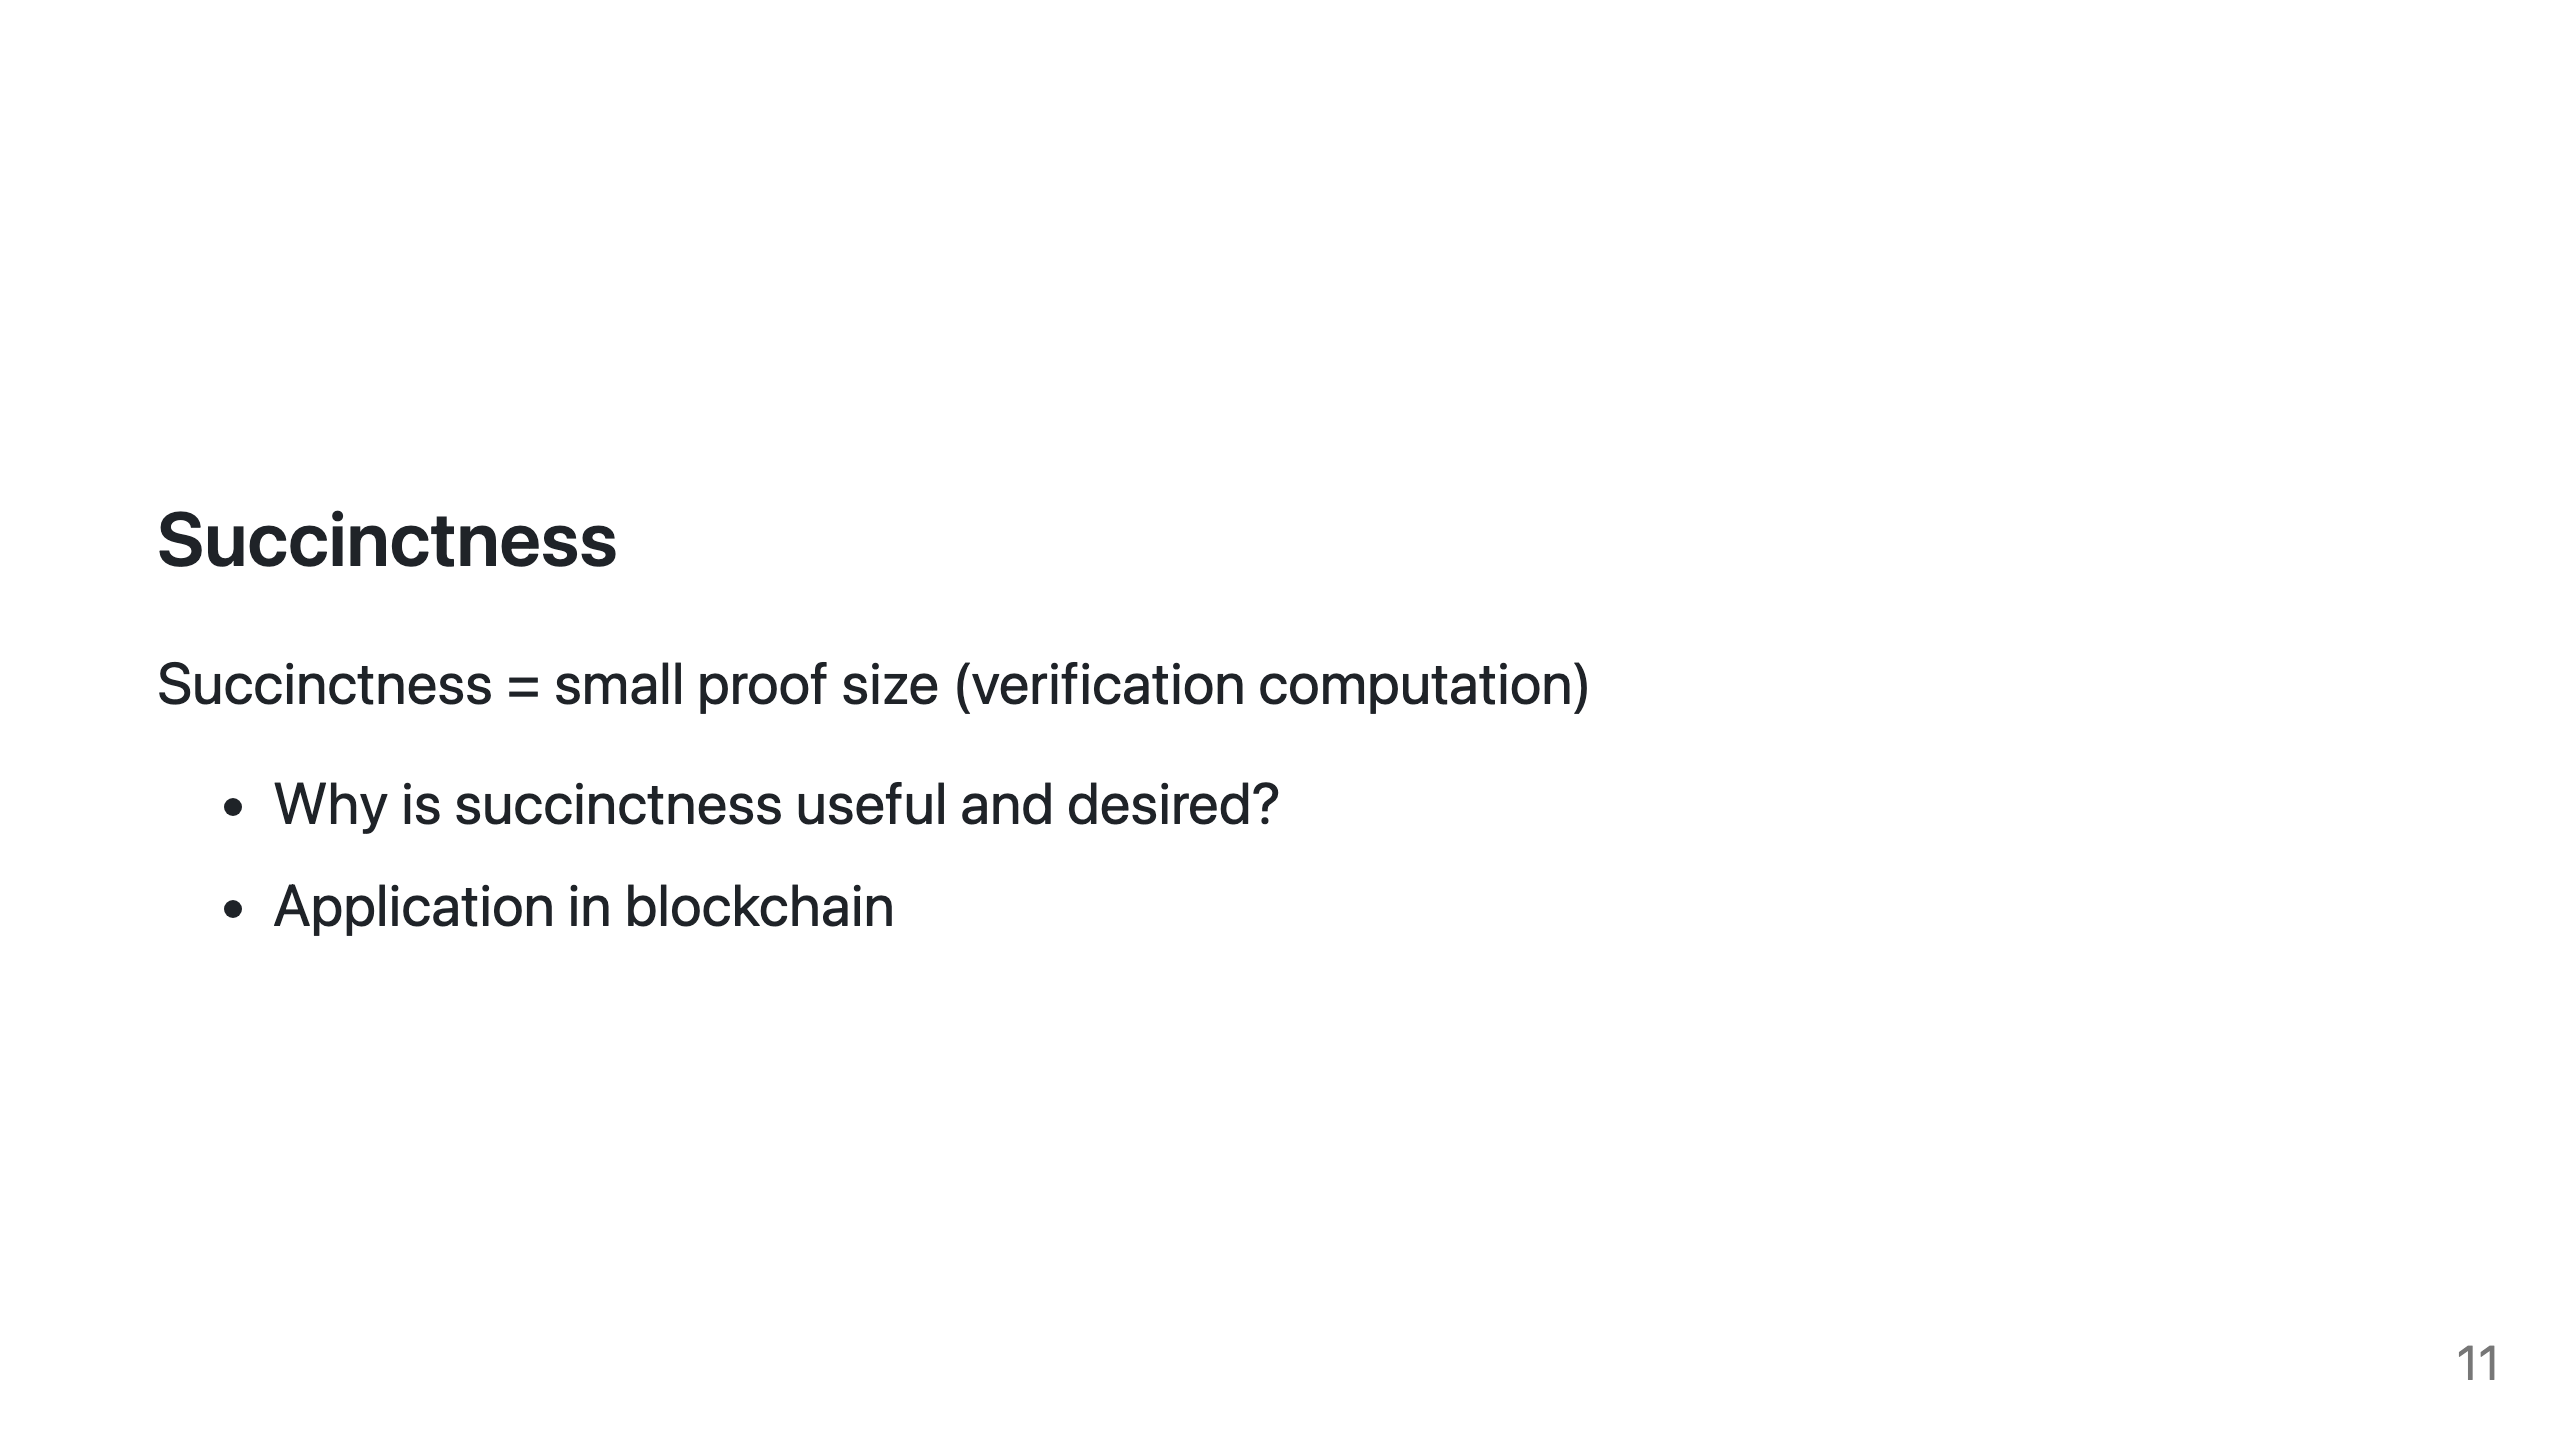 Succinctness
Succinctness = small proof size (verification computation)
• Why is succinctness useful and desired?
• Application in blockchain
11